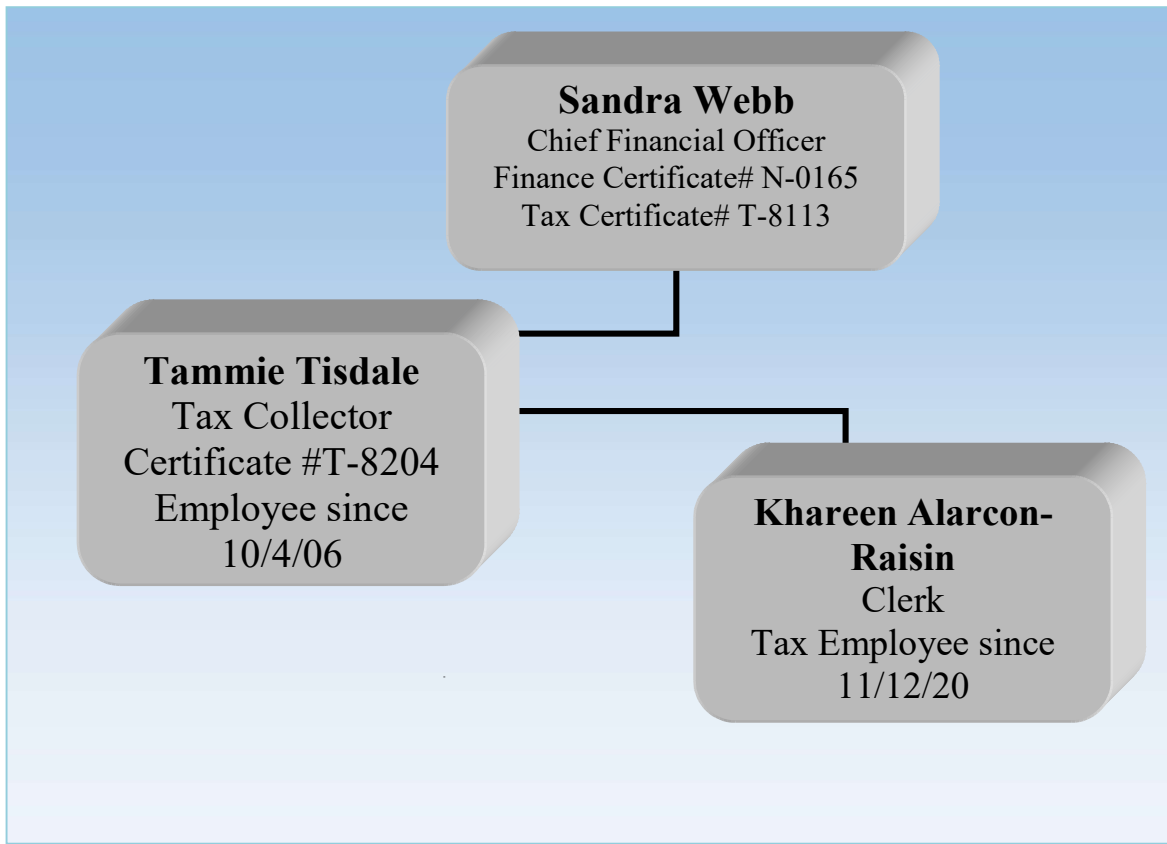 Sandra Webb
Chief Financial Officer
Finance Certificate# N-0165
Tax Certificate# T-8113
Tammie Tisdale
Tax Collector
Certificate #T-8204
Employee since
10/4/06
Khareen Alarcon-
Raisin
Clerk
Tax Employee since
11/12/20